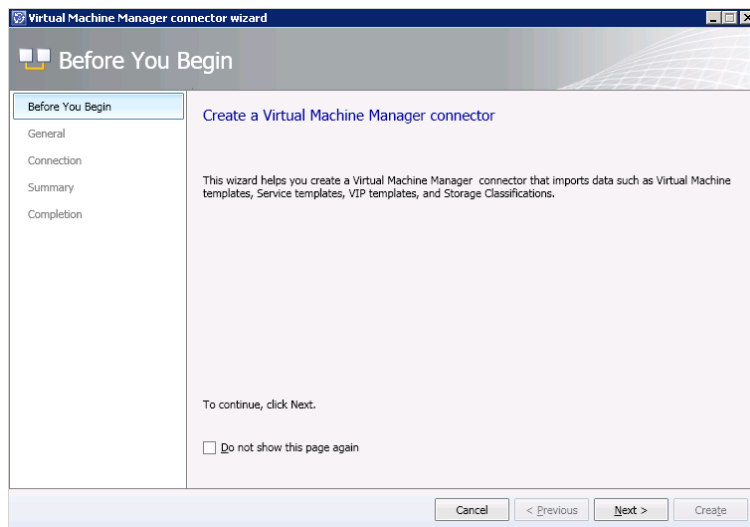 Virtual Machine Manager connector wizard
Before You Begin
Before You Begin
General
Connection
Summary
Completion
Create a Virtual Machine Manager connector
This wizard helps you create a Virtual Machine Manager connector that imports data such as Virtual Machine
templates, Service templates, VIP templates, and Storage Classifications.
To continue, click Next.
Do not show this page again
Cancel
< Previous
Next >
Create